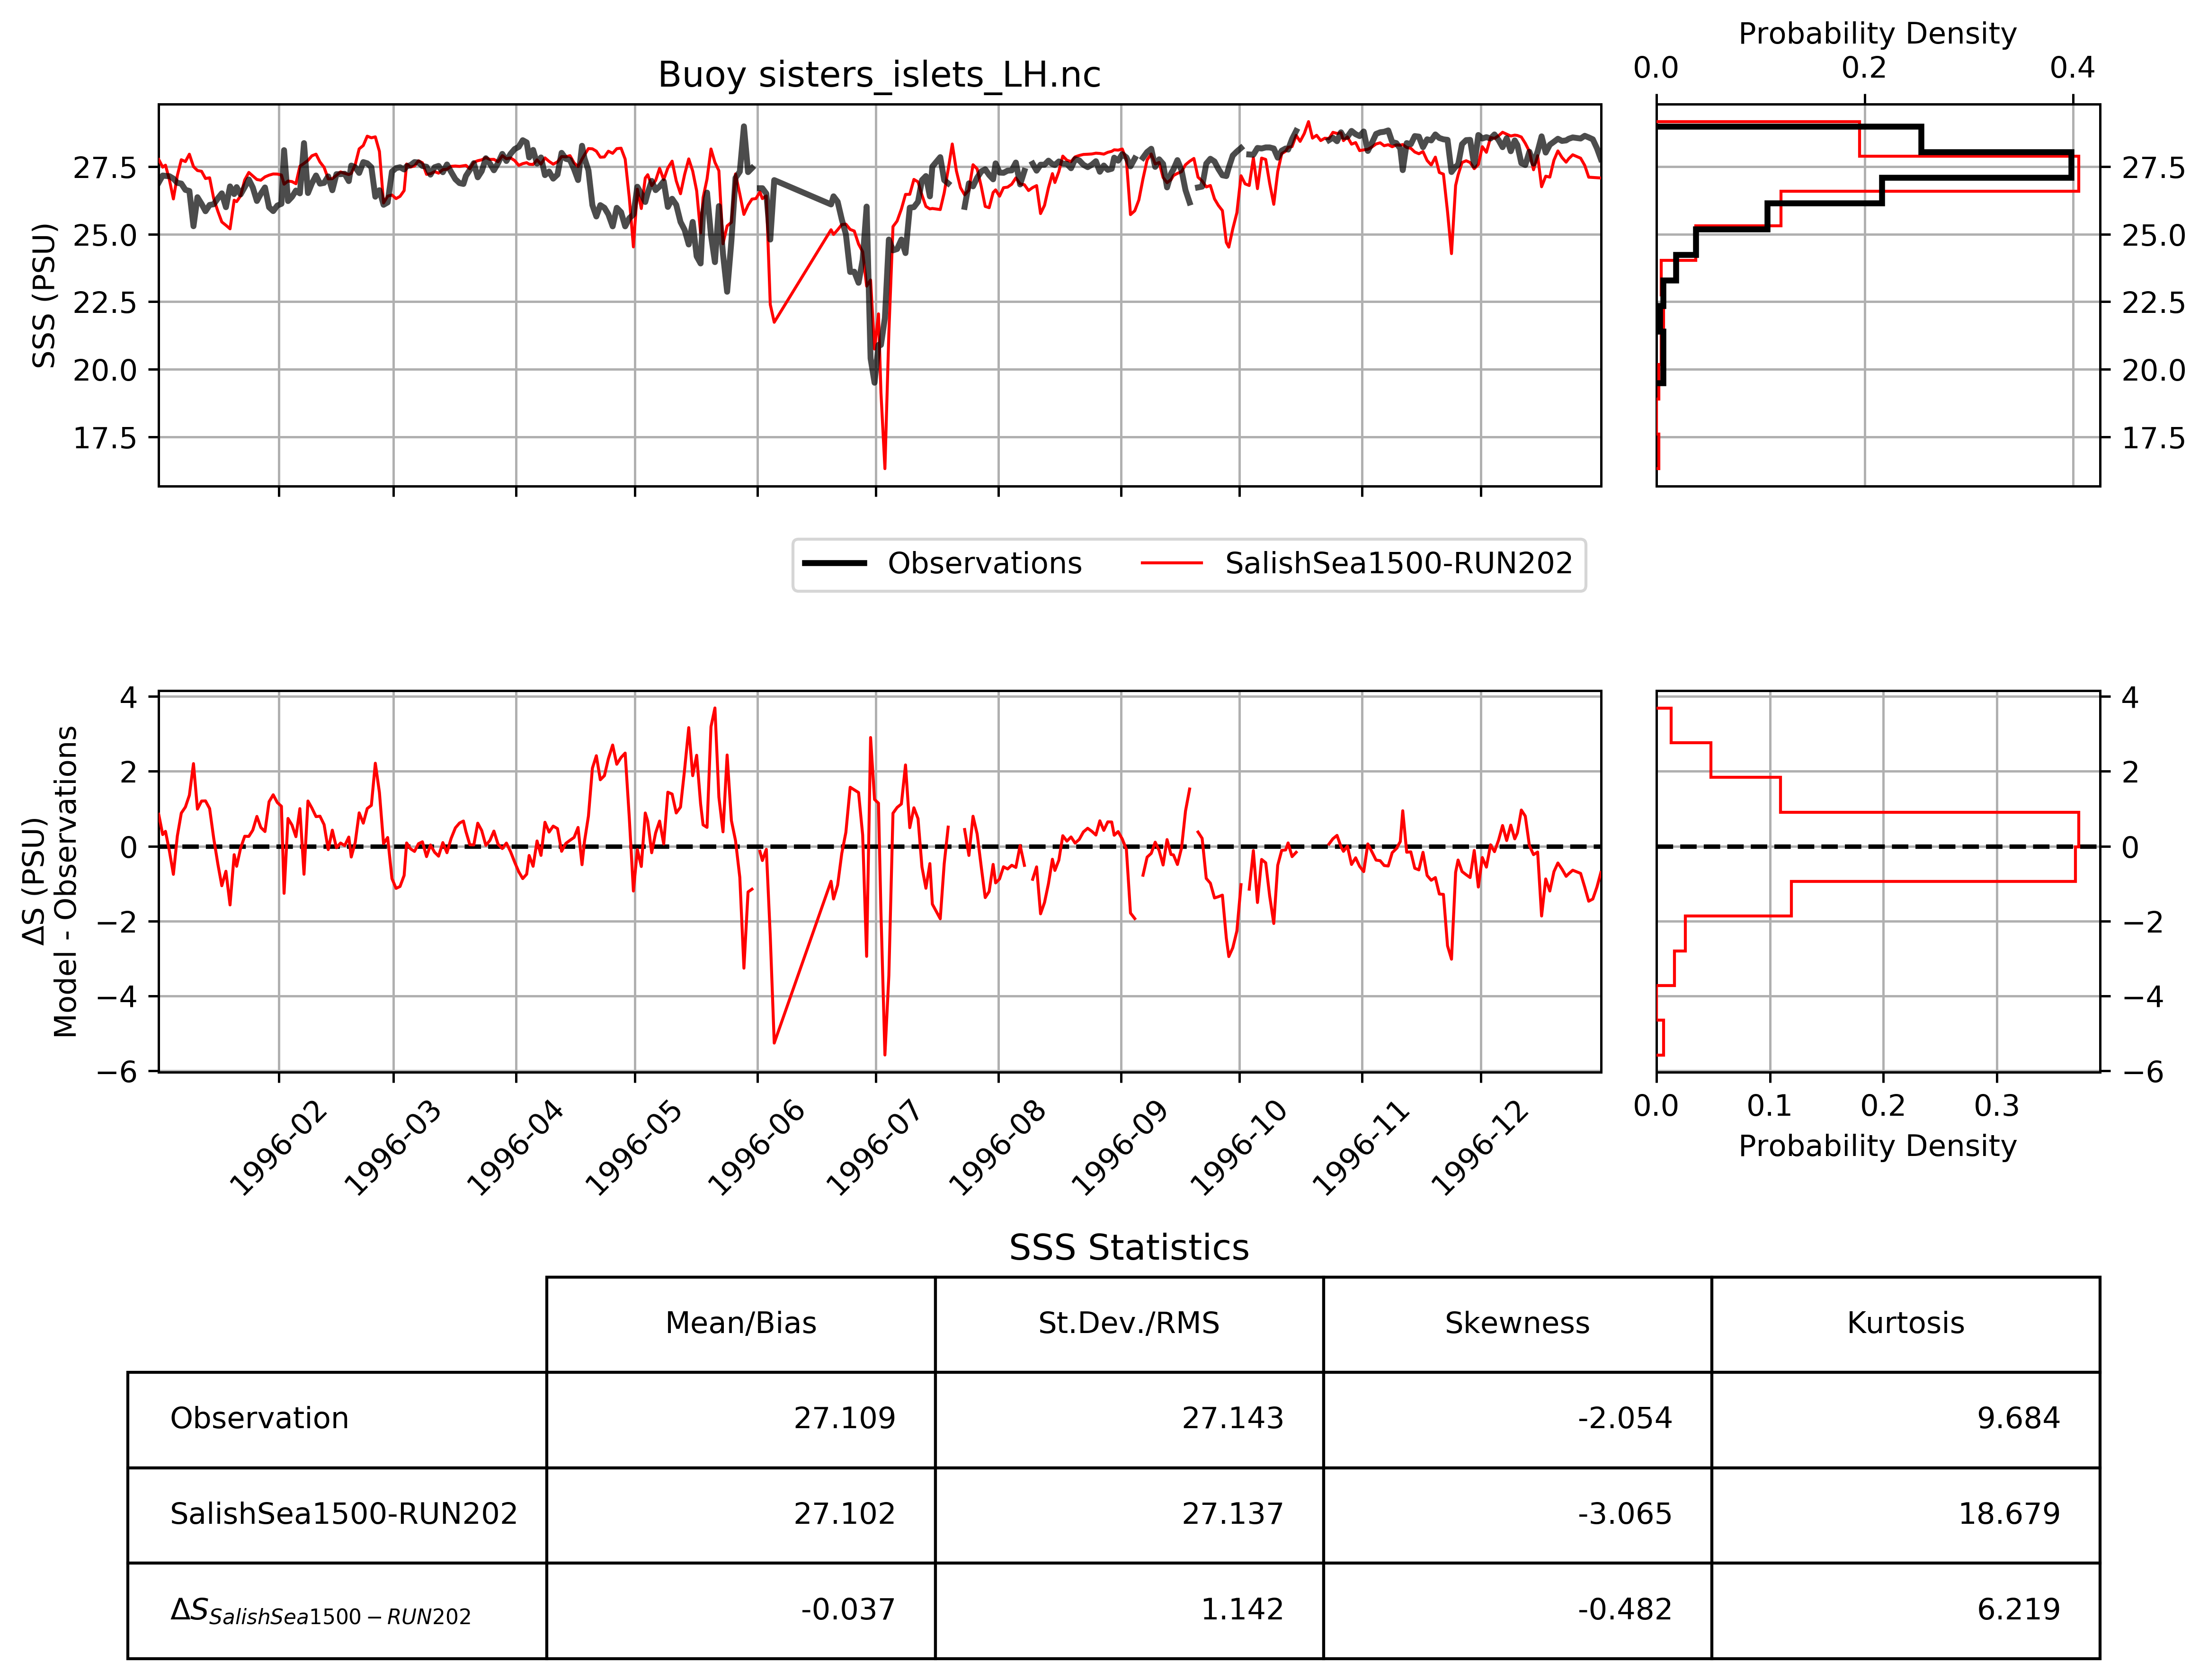 Probability Density
0.0 0.2 0.4
Buoy sisters_islets_LH.nc
27.5
25.0
22.5
20.0
17.5
SSS (PSU)
27.5
25.0
22.5
20.0
17.5
Observations SalishSea1500-RUN202
4
2
0
−2
−4
−6
ΔS (PSU)
Model - Observations
4
2
0
−2
−4
−6
0.0 0.1 0.2 0.3
Probability Density
1996-02 1996-03 1996-04 1996-05 1996-06 1996-07 1996-08 1996-09 1996-10 1996-11 1996-12
SSS Statistics
Mean/Bias St.Dev./RMS Skewness Kurtosis
Observation 27.109 27.143 -2.054 9.684
SalishSea1500-RUN202 27.102 27.137 -3.065 18.679
ΔS SalishSea1500−RUN202 -0.037 1.142 -0.482 6.219